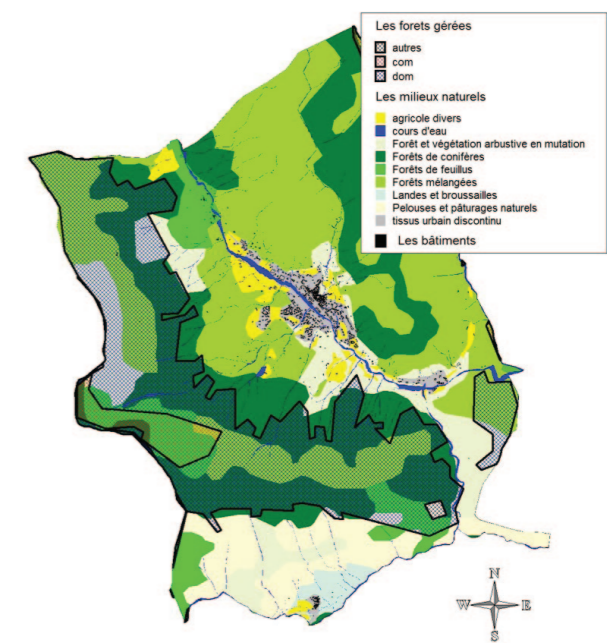 Les forets gérées
autres
com
dom
Les milieux naturels
agricole divers
cours d'eau
Forêt et végétation arbustive en mutation
Forêts de conifères
Forêts de feuillus
Forêts mélangées
Landes et broussailles
Pelouses et pâturages naturels
tissus urbain discontinu
Les bâtiments
N
W E
S